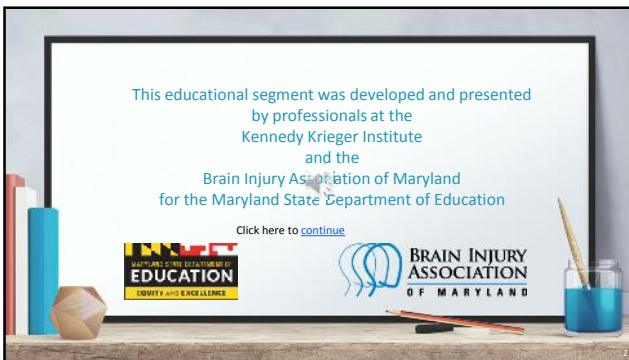 This educational segment was developed and presented
by professionals at the
Kennedy Krieger Institute
and the
Brain Injury Association of Maryland
for the Maryland State Department of Education
Click here to continue
MARYLAND STATE DEPARTMENT OF
EDUCATION
EQUITY AND EXCELLENCE
BRAIN INJURY
ASSOCIATION
OF MARYLAND
2